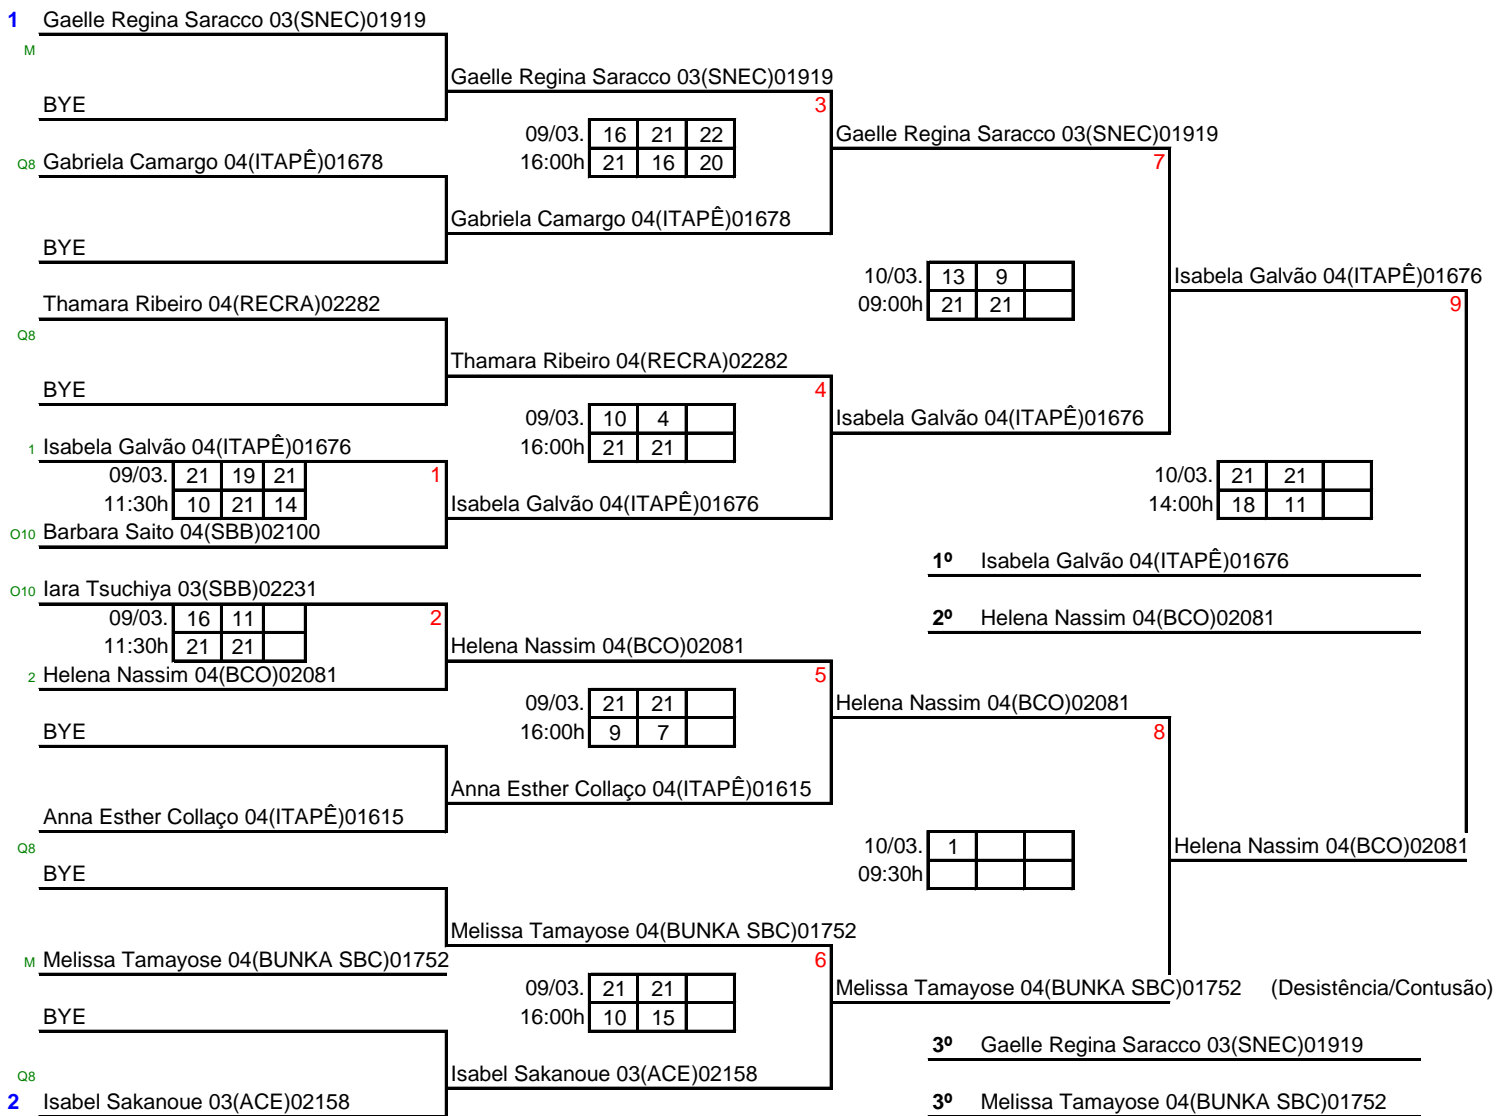 1 Gaelle Regina Saracco 03(SNEC)01919
M
Gaelle Regina Saracco 03(SNEC)01919
BYE
3
09/03. 16 21 22
16:00h 21 16 20
Gaelle Regina Saracco 03(SNEC)01919
Q8 Gabriela Camargo 04(ITAPÊ)01678
7
Gabriela Camargo 04(ITAPÊ)01678
BYE
10/03. 13 9
09:00h 21 21
Isabela Galvão 04(ITAPÊ)01676
9
Thamara Ribeiro 04(RECRA)02282
Q8
Thamara Ribeiro 04(RECRA)02282
BYE
4
09/03. 10 4
16:00h 21 21
Isabela Galvão 04(ITAPÊ)01676
1 Isabela Galvão 04(ITAPÊ)01676
09/03. 21 19 21
1
11:30h 10 21 14
Isabela Galvão 04(ITAPÊ)01676
10/03. 21 21
14:00h 18 11
O10 Barbara Saito 04(SBB)02100
1º Isabela Galvão 04(ITAPÊ)01676
O10 Iara Tsuchiya 03(SBB)02231
09/03. 16 11
2
11:30h 21 21
2º Helena Nassim 04(BCO)02081
Helena Nassim 04(BCO)02081
2 Helena Nassim 04(BCO)02081
5
09/03. 21 21
16:00h 9 7
Helena Nassim 04(BCO)02081
BYE
8
Anna Esther Collaço 04(ITAPÊ)01615
Anna Esther Collaço 04(ITAPÊ)01615
Q8
10/03. 1
09:30h
Helena Nassim 04(BCO)02081
BYE
Melissa Tamayose 04(BUNKA SBC)01752
M Melissa Tamayose 04(BUNKA SBC)01752
6
09/03. 21 21
16:00h 10 15
Melissa Tamayose 04(BUNKA SBC)01752 (Desistência/Contusão)
BYE
3º Gaelle Regina Saracco 03(SNEC)01919
Q8
Isabel Sakanoue 03(ACE)02158
2 Isabel Sakanoue 03(ACE)02158
3º Melissa Tamayose 04(BUNKA SBC)01752